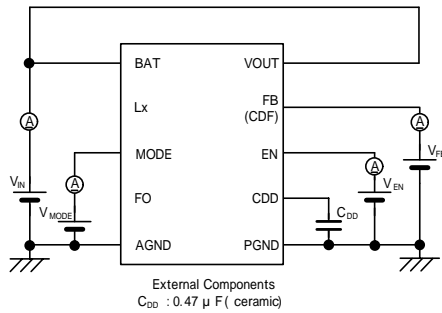 BAT VOUT
A
Lx FB
(CDF)
A
MODE EN
A
A
VIN
VMODE
FO CDD
VEN
VFB
CDD
AGND PGND
External Components
CDD : 0.47 μ F( ceramic)